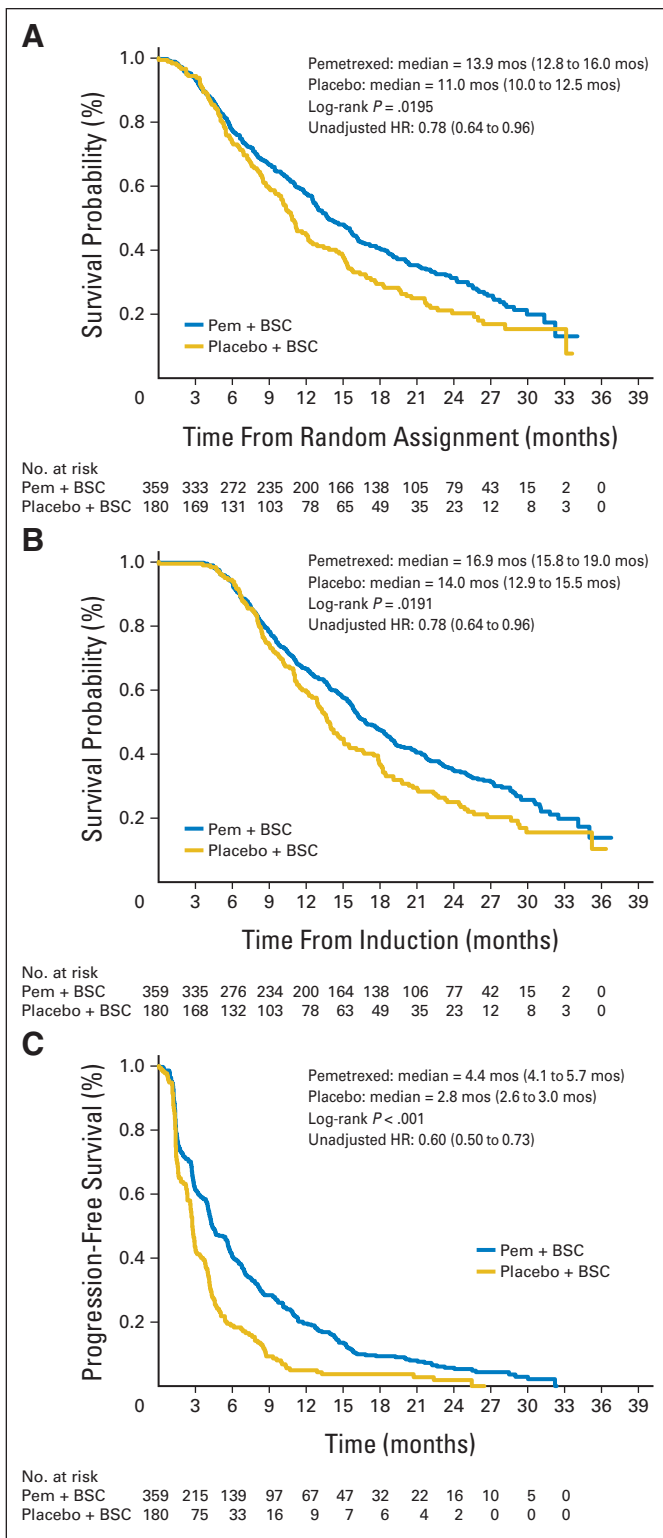 A
Survival Probability (%)
1.0
0.8
0.6
0.4
0.2
Pemetrexed: median = 13.9 mos (12.8 to 16.0 mos)
Placebo: median = 11.0 mos (10.0 to 12.5 mos)
Log-rank P = .0195
Unadjusted HR: 0.78 (0.64 to 0.96)
Pem + BSC
Placebo + BSC
0 3 6 9 12 15 18 21 24 27 30 33 36 39
Time From Random Assignment (months)
No. at risk
Pem + BSC 359 333 272 235 200 166 138 105 79 43 15 2 0
Placebo + BSC 180 169 131 103 78 65 49 35 23 12 8 3 0
B
Survival Probability (%)
1.0
0.8
0.6
0.4
0.2
Pemetrexed: median = 16.9 mos (15.8 to 19.0 mos)
Placebo: median = 14.0 mos (12.9 to 15.5 mos)
Log-rank P = .0191
Unadjusted HR: 0.78 (0.64 to 0.96)
Pem + BSC
Placebo + BSC
0 3 6 9 12 15 18 21 24 27 30 33 36 39
Time From Induction (months)
No. at risk
Pem + BSC 359 335 276 234 200 164 138 106 77 42 15 2 0
Placebo + BSC 180 168 132 103 78 63 49 35 23 12 8 3 0
C
Progression-Free Survival (%)
1.0
0.8
0.6
0.4
0.2
Pemetrexed: median = 4.4 mos (4.1 to 5.7 mos)
Placebo: median = 2.8 mos (2.6 to 3.0 mos)
Log-rank P < .001
Unadjusted HR: 0.60 (0.50 to 0.73)
Pem + BSC
Placebo + BSC
0 3 6 9 12 15 18 21 24 27 30 33 36 39
Time (months)
No. at risk
Pem + BSC 359 215 139 97 67 47 32 22 16 10 5 0
Placebo + BSC 180 75 33 16 9 7 6 4 2 0 0 0